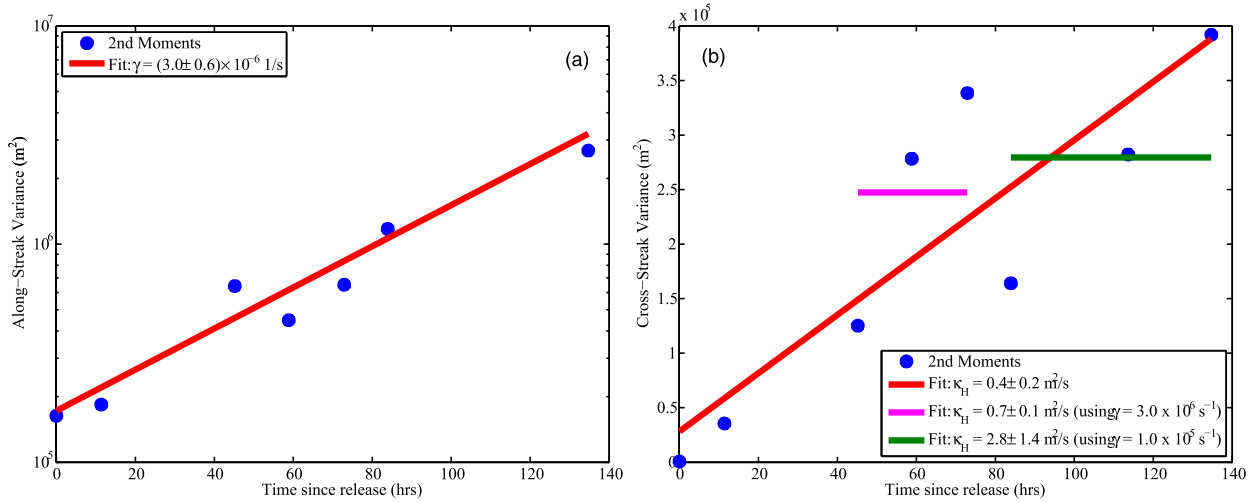 10^7
2nd Moments
Fit: γ = (3.0 ± 0.6) × 10^-6 1/s
(a)
Along−Streak Variance (m^2)
10^6
10^5
0 20 40 60 80 100 120 140
Time since release (hrs)
x 10^5
4
(b)
3.5
3
2.5
Cross−Streak Variance (m^2)
2
1.5
1
0.5
0
2nd Moments
Fit: κ_H = 0.4 ± 0.2 m^2/s
Fit: κ_H = 0.7 ± 0.1 m^2/s (using γ = 3.0 x 10^6 s^−1)
Fit: κ_H = 2.8 ± 1.4 m^2/s (using γ = 1.0 x 10^5 s^−1)
0 20 40 60 80 100 120 140
Time since release (hrs)